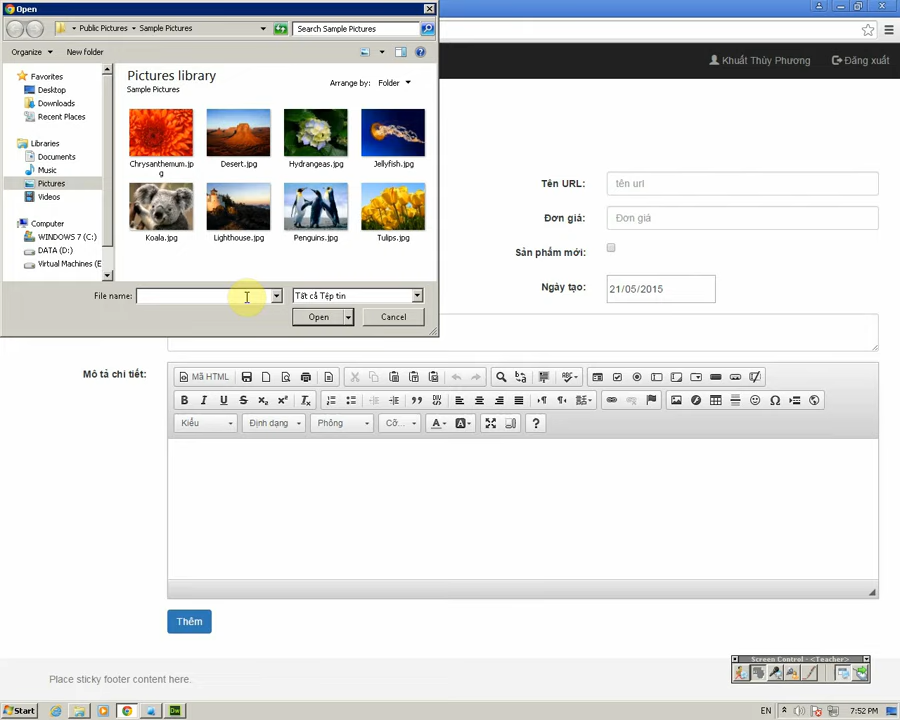 Open
Public Pictures
Sample Pictures
Search Sample Pictures
Organize
New folder
Favorites
Desktop
Downloads
Recent Places
Libraries
Documents
Music
Pictures
Videos
Computer
WINDOWS 7 (C:)
DATA (D:)
Virtual Machines (E
Pictures library
Sample Pictures
Arrange by:
Folder
Chrysanthemum.jp
g
Desert.jpg
Hydrangeas.jpg
Jellyfish.jpg
Koala.jpg
Lighthouse.jpg
Penguins.jpg
Tulips.jpg
File name:
Tất cả Tệp tin
Open
Cancel
Khuất Thùy Phương
Đăng xuất
Tên URL:
tên url
Đơn giá:
Đơn giá
Sản phẩm mới:
Ngày tạo:
21/05/2015
Mô tả chi tiết:
Mã HTML
Kiểu
Định dạng
Phông
Cỡ...
Thêm
Place sticky footer content here.
Screen Control - <Teacher>
Start
EN
7:52 PM